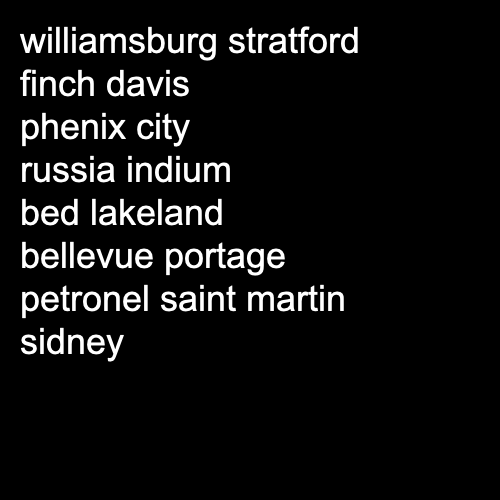 williamsburg stratford
finch davis
phenix city
russia indium
bed lakeland
bellevue portage
petronel saint martin
sidney